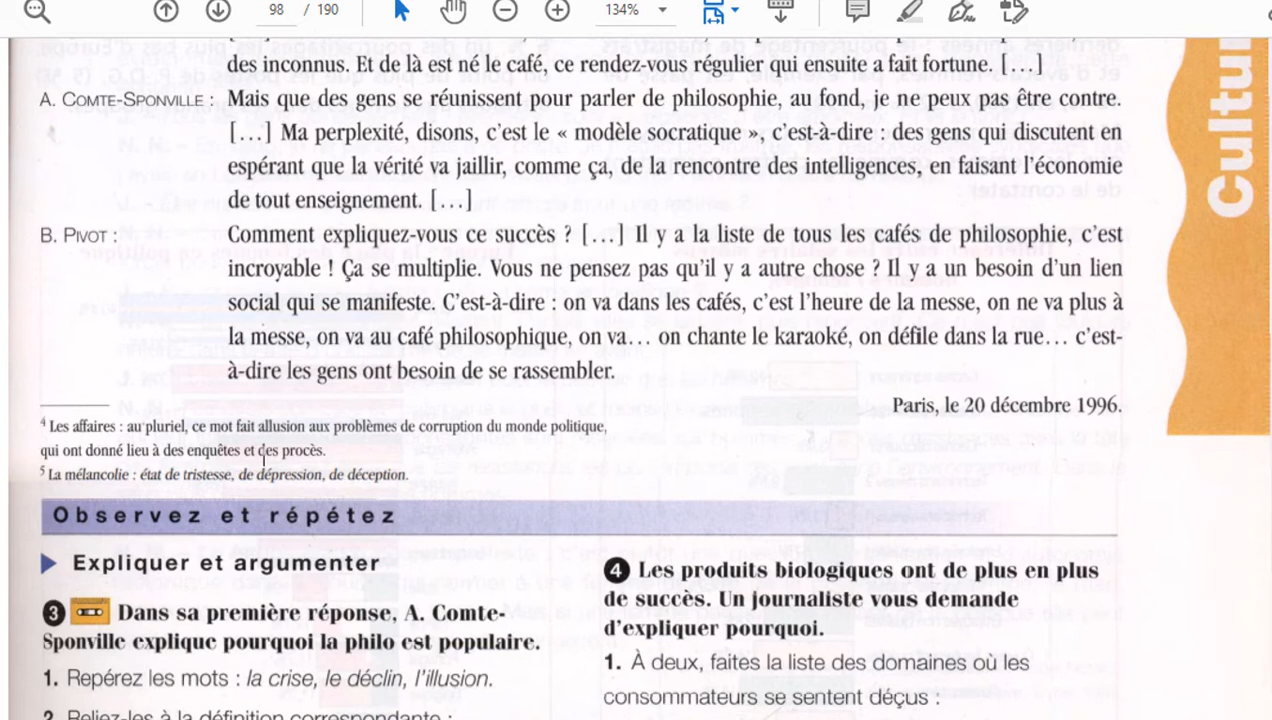 98 / 190
134%
des inconnus. Et de là est né le café, ce rendez-vous régulier qui ensuite a fait fortune. […]
A. COMTE-SPONVILLE : Mais que des gens se réunissent pour parler de philosophie, au fond, je ne peux pas être contre.
[…] Ma perplexité, disons, c'est le « modèle socratique », c'est-à-dire : des gens qui discutent en
espérant que la vérité va jaillir, comme ça, de la rencontre des intelligences, en faisant l'économie
de tout enseignement. […]
B. PIVOT : Comment expliquez-vous ce succès ? […] Il y a la liste de tous les cafés de philosophie, c'est
incroyable ! Ça se multiplie. Vous ne pensez pas qu'il y a autre chose ? Il y a un besoin d'un lien
social qui se manifeste. C'est-à-dire : on va dans les cafés, c'est l'heure de la messe, on ne va plus à
la messe, on va au café philosophique, on va… on chante le karaoké, on défile dans la rue… c'est-
à-dire les gens ont besoin de se rassembler.
Paris, le 20 décembre 1996.
4 Les affaires : au pluriel, ce mot fait allusion aux problèmes de corruption du monde politique,
qui ont donné lieu à des enquêtes et des procès.
5 La mélancolie : état de tristesse, de dépression, de déception.
Observez et répétez
Expliquer et argumenter
3 Dans sa première réponse, A. Comte-
Sponville explique pourquoi la philo est populaire.
1. Repérez les mots : la crise, le déclin, l'illusion.
2. Reliez-les à la définition correspondante :
4 Les produits biologiques ont de plus en plus
de succès. Un journaliste vous demande
d'expliquer pourquoi.
1. À deux, faites la liste des domaines où les
consommateurs se sentent déçus :
Cultu